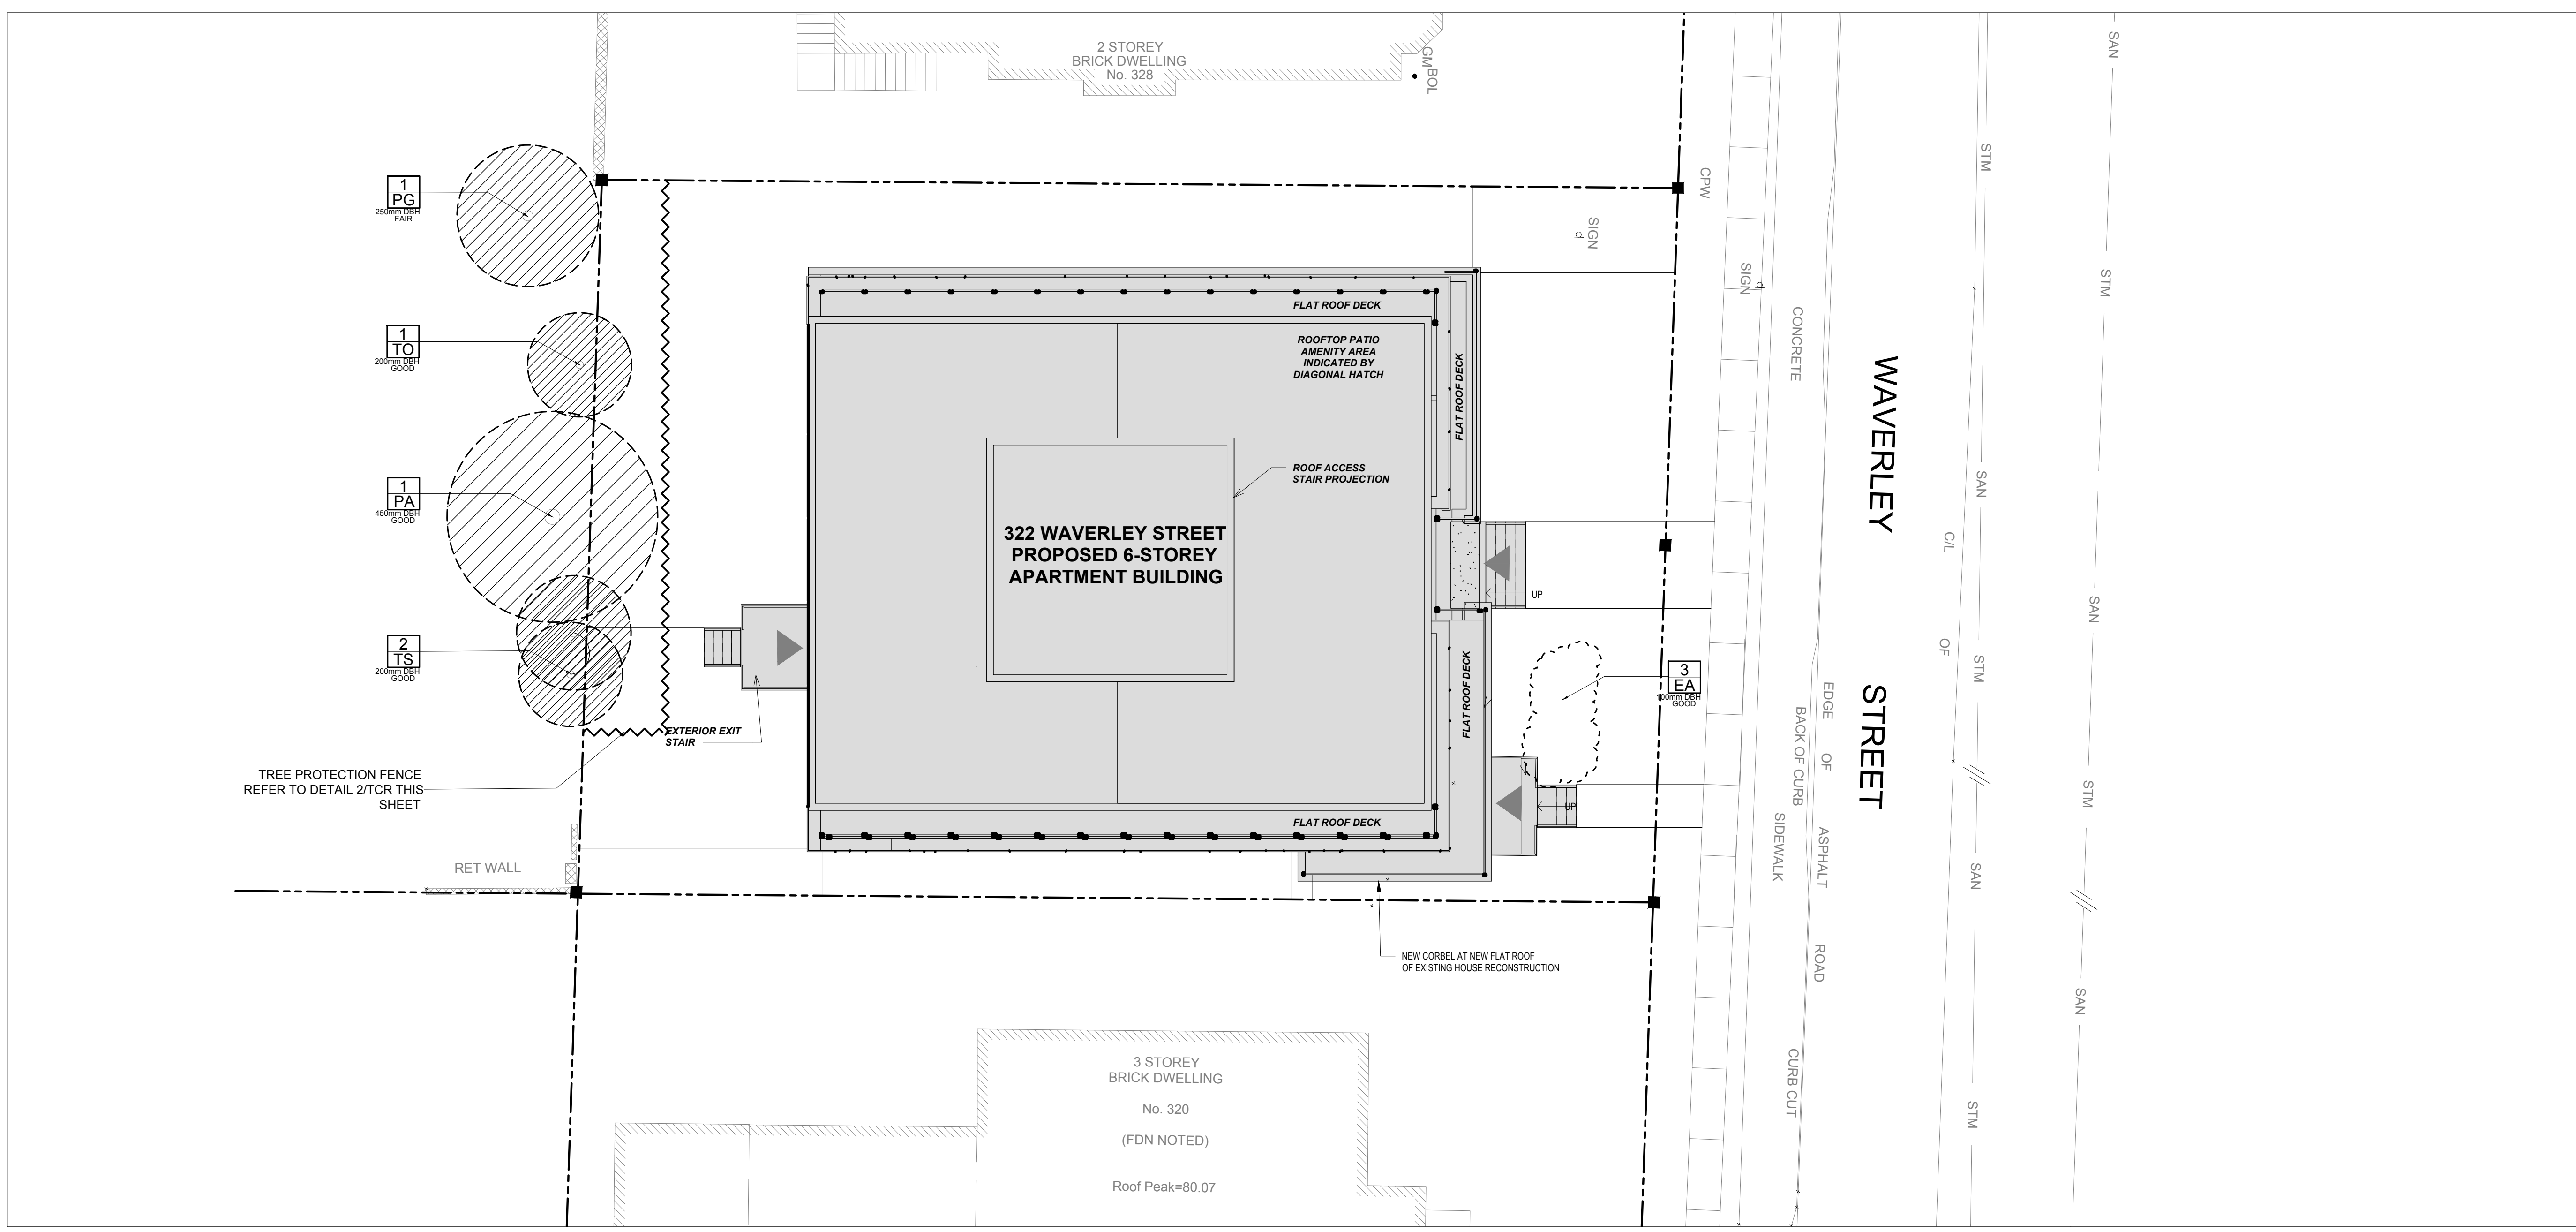 2 STOREY
BRICK DWELLING
No. 328
GM
BOL
SAN
STM
CPW
1
PG
250mm DBH
FAIR
SIGN
SIGN
STM
FLAT ROOF DECK
CONCRETE
1
TO
200mm DBH
GOOD
ROOFTOP PATIO
AMENITY AREA
INDICATED BY
DIAGONAL HATCH
FLAT ROOF DECK
WAVERLEY STREET
ROOF ACCESS
STAIR PROJECTION
1
PA
450mm DBH
GOOD
SAN
322 WAVERLEY STREET
PROPOSED 6-STOREY
APARTMENT BUILDING
C/L OF
UP
SAN
2
TS
200mm DBH
GOOD
3
EA
100mm DBH
GOOD
STM
FLAT ROOF DECK
EXTERIOR EXIT
STAIR
EDGE OF ASPHALT ROAD
BACK OF CURB
TREE PROTECTION FENCE
REFER TO DETAIL 2/TCR THIS
SHEET
UP
STM
FLAT ROOF DECK
SIDEWALK
RET WALL
SAN
NEW CORBEL AT NEW FLAT ROOF
OF EXISTING HOUSE RECONSTRUCTION
SAN
3 STOREY
BRICK DWELLING
No. 320
(FDN NOTED)
Roof Peak=80.07
CURB CUT
STM